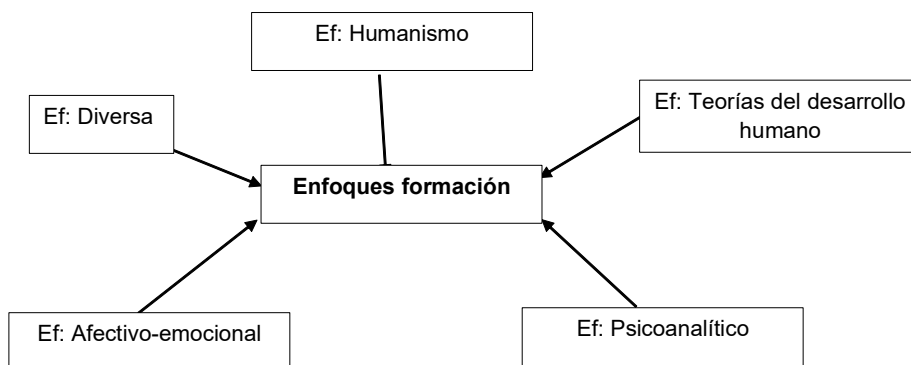 Ef: Humanismo
Ef: Diversa
Ef: Teorías del desarrollo
humano
Enfoques formación
Ef: Afectivo-emocional
Ef: Psicoanalítico